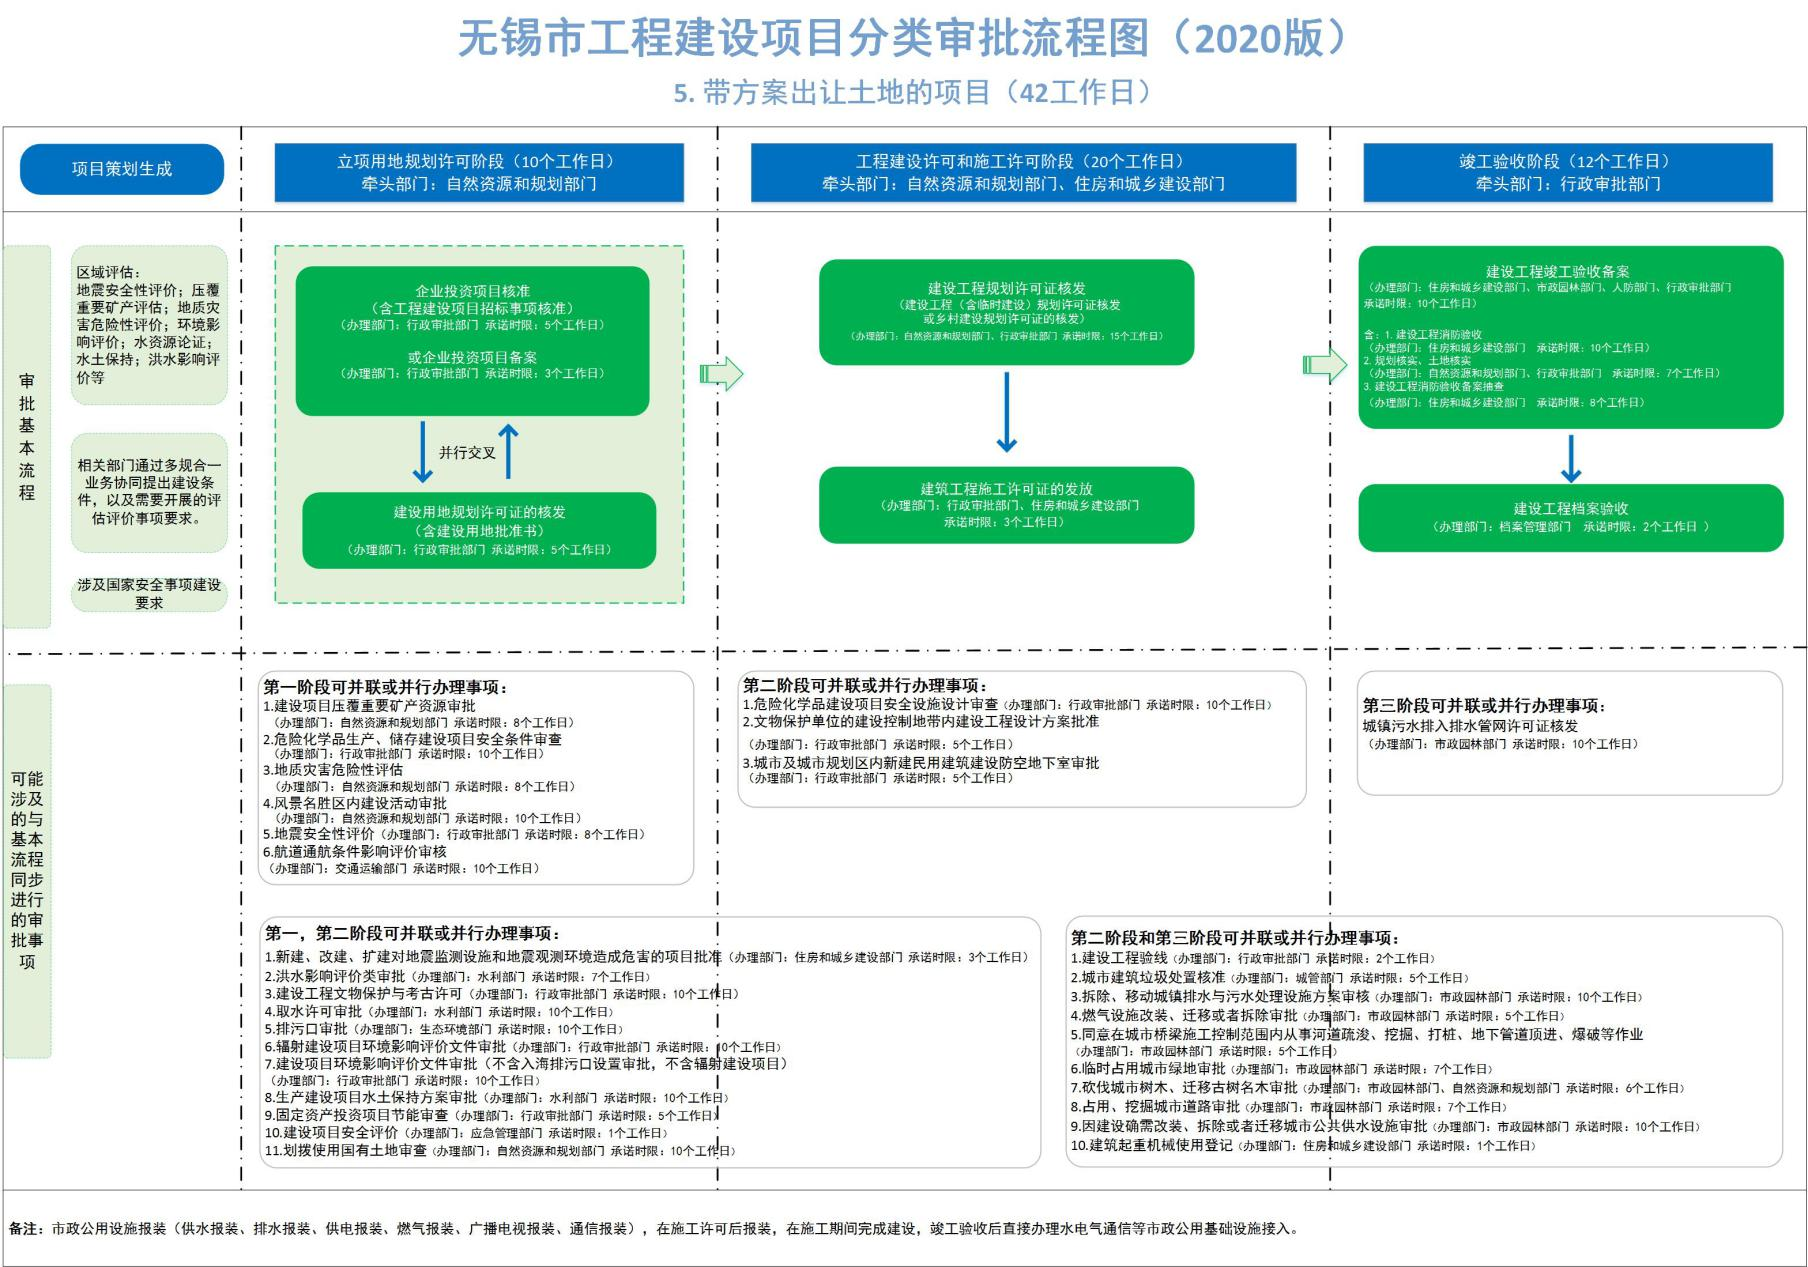 无锡市工程建设项目分类审批流程图（2020版）
5. 带方案出让土地的项目（42工作日）
项目策划生成
立项用地规划许可阶段（10个工作日）
牵头部门：自然资源和规划部门
工程建设许可和施工许可阶段（20个工作日）
牵头部门：自然资源和规划部门、住房和城乡建设部门
竣工验收阶段（12个工作日）
牵头部门：行政审批部门
审
批
基
本
流
程
区域评估：
地震安全性评价；压覆
重要矿产评估；地质灾
害危险性评价；环境影
响评价；水资源论证；
水土保持；洪水影响评
价等
相关部门通过多规合一
业务协同提出建设条
件，以及需要开展的评
估评价事项要求。
涉及国家安全事项建设
要求
企业投资项目核准
（含工程建设项目招标事项核准）
（办理部门：行政审批部门 承诺时限：5个工作日）
或企业投资项目备案
（办理部门：行政审批部门 承诺时限：3个工作日）
并行交叉
建设用地规划许可证的核发
（含建设用地批准书）
（办理部门：行政审批部门 承诺时限：5个工作日）
建设工程规划许可证核发
（建设工程（含临时建设）规划许可证核发
或乡村建设规划许可证的核发）
（办理部门：自然资源和规划部门、行政审批部门 承诺时限：15个工作日）
建筑工程施工许可证的发放
（办理部门：行政审批部门、住房和城乡建设部门
承诺时限：3个工作日）
建设工程竣工验收备案
（办理部门：住房和城乡建设部门、市政园林部门、人防部门、行政审批部门
承诺时限：10个工作日）
含：1. 建设工程消防验收
（办理部门：住房和城乡建设部门 承诺时限：10个工作日）
2. 规划核实、土地核实
（办理部门：自然资源和规划部门、行政审批部门 承诺时限：7个工作日）
3. 建设工程消防验收备案抽查
（办理部门：住房和城乡建设部门 承诺时限：8个工作日）
建设工程档案验收
（办理部门：档案管理部门 承诺时限：2个工作日 ）
可能
涉及
的与
基本
流程
同步
进行
的审
批事
项
第一阶段可并联或并行办理事项：
1.建设项目压覆重要矿产资源审批
（办理部门：自然资源和规划部门 承诺时限：8个工作日）
2.危险化学品生产、储存建设项目安全条件审查
（办理部门：行政审批部门 承诺时限：10个工作日）
3.地质灾害危险性评估
（办理部门：自然资源和规划部门 承诺时限：8个工作日）
4.风景名胜区内建设活动审批
（办理部门：自然资源和规划部门 承诺时限：10个工作日）
5.地震安全性评价（办理部门：行政审批部门 承诺时限：8个工作日）
6.航道通航条件影响评价审核
（办理部门：交通运输部门 承诺时限：10个工作日）
第二阶段可并联或并行办理事项：
1.危险化学品建设项目安全设施设计审查（办理部门：行政审批部门 承诺时限：10个工作日）
2.文物保护单位的建设控制地带内建设工程设计方案批准
（办理部门：行政审批部门 承诺时限：5个工作日）
3.城市及城市规划区内新建民用建筑建设防空地下室审批
（办理部门：行政审批部门 承诺时限：5个工作日）
第三阶段可并联或并行办理事项：
城镇污水排入排水管网许可证核发
（办理部门：市政园林部门 承诺时限：10个工作日）
第一，第二阶段可并联或并行办理事项：
1.新建、改建、扩建对地震监测设施和地震观测环境造成危害的项目批准（办理部门：住房和城乡建设部门 承诺时限：3个工作日）
2.洪水影响评价类审批（办理部门：水利部门 承诺时限：7个工作日）
3.建设工程文物保护与考古许可（办理部门：行政审批部门 承诺时限：10个工作日）
4.取水许可审批（办理部门：水利部门 承诺时限：10个工作日）
5.排污口审批（办理部门：生态环境部门 承诺时限：10个工作日）
6.辐射建设项目环境影响评价文件审批（办理部门：行政审批部门 承诺时限：10个工作日）
7.建设项目环境影响评价文件审批（不含入海排污口设置审批，不含辐射建设项目）
（办理部门：行政审批部门 承诺时限：10个工作日）
8.生产建设项目水土保持方案审批（办理部门：水利部门 承诺时限：10个工作日）
9.固定资产投资项目节能审查（办理部门：行政审批部门 承诺时限：5个工作日）
10.建设项目安全评价（办理部门：应急管理部门 承诺时限：1个工作日）
11.划拨使用国有土地审查（办理部门：自然资源和规划部门 承诺时限：10个工作日）
第二阶段和第三阶段可并联或并行办理事项：
1.建设工程验线（办理部门：行政审批部门 承诺时限：2个工作日）
2.城市建筑垃圾处置核准（办理部门：城管部门 承诺时限：5个工作日）
3.拆除、移动城镇排水与污水处理设施方案审核（办理部门：市政园林部门 承诺时限：10个工作日）
4.燃气设施改装、迁移或者拆除审批（办理部门：市政园林部门 承诺时限：5个工作日）
5.同意在城市桥梁施工控制范围内从事河道疏浚、挖掘、打桩、地下管道顶进、爆破等作业
（办理部门：市政园林部门 承诺时限：5个工作日）
6.临时占用城市绿地审批（办理部门：市政园林部门 承诺时限：7个工作日）
7.砍伐城市树木、迁移古树名木审批（办理部门：市政园林部门、自然资源和规划部门 承诺时限：6个工作日）
8.占用、挖掘城市道路审批（办理部门：市政园林部门 承诺时限：7个工作日）
9.因建设确需改装、拆除或者迁移城市公共供水设施审批（办理部门：市政园林部门 承诺时限：10个工作日）
10.建筑起重机械使用登记（办理部门：住房和城乡建设部门 承诺时限：1个工作日）
备注：市政公用设施报装（供水报装、排水报装、供电报装、燃气报装、广播电视报装、通信报装），在施工许可后报装，在施工期间完成建设，竣工验收后直接办理水电气通信等市政公用基础设施接入。